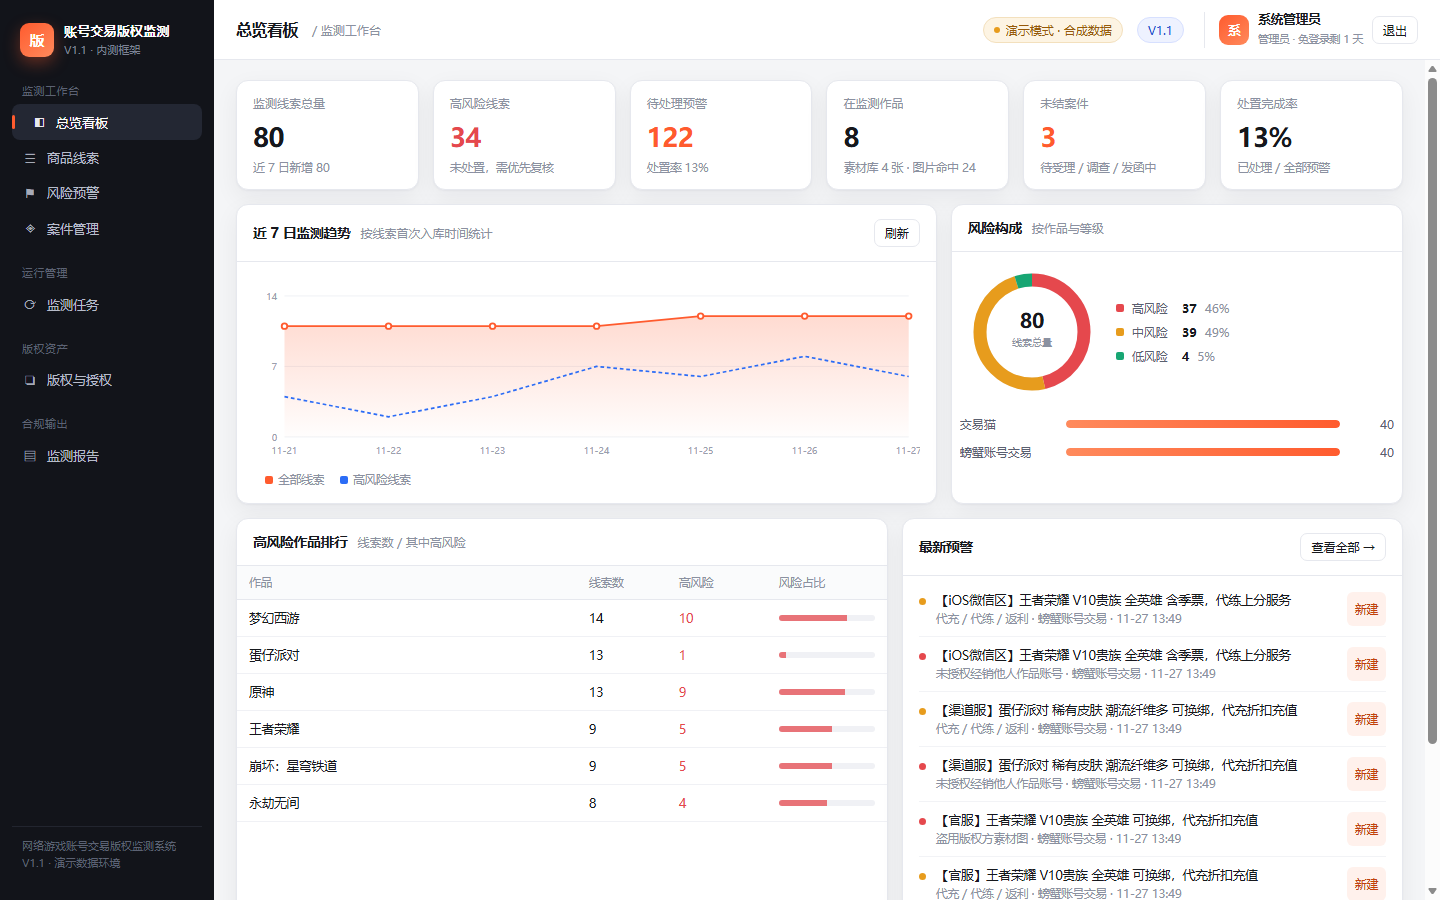 版
账号交易版权监测
V1.1 · 内测框架
监测工作台
总览看板
商品线索
风险预警
案件管理
运行管理
监测任务
版权资产
版权与授权
合规输出
监测报告
网络游戏账号交易版权监测系统
V1.1 · 演示数据环境
总览看板 / 监测工作台
演示模式 · 合成数据
V1.1
系
系统管理员
管理员 · 免登录剩 1 天
退出
监测线索总量
80
近 7 日新增 80
高风险线索
34
未处置，需优先复核
待处理预警
122
处置率 13%
在监测作品
8
素材库 4 张 · 图片命中 24
未结案件
3
待受理 / 调查 / 发函中
处置完成率
13%
已处理 / 全部预警
近 7 日监测趋势 按线索首次入库时间统计
刷新
14
7
0
11-21 11-22 11-23 11-24 11-25 11-26 11-27
全部线索 高风险线索
风险构成 按作品与等级
80
线索总量
高风险 37 46%
中风险 39 49%
低风险 4 5%
交易猫 40
螃蟹账号交易 40
高风险作品排行 线索数 / 其中高风险
作品 线索数 高风险 风险占比
梦幻西游 14 10
蛋仔派对 13 1
原神 13 9
王者荣耀 9 5
崩坏：星穹铁道 9 5
永劫无间 8 4
最新预警
查看全部 →
【iOS微信区】王者荣耀 V10贵族 全英雄 含季票，代练上分服务
代充 / 代练 / 返利 · 螃蟹账号交易 · 11-27 13:49
新建
【iOS微信区】王者荣耀 V10贵族 全英雄 含季票，代练上分服务
未授权经销他人作品账号 · 螃蟹账号交易 · 11-27 13:49
新建
【渠道服】蛋仔派对 稀有皮肤 潮流纤维多 可换绑，代充折扣充值
代充 / 代练 / 返利 · 螃蟹账号交易 · 11-27 13:49
新建
【渠道服】蛋仔派对 稀有皮肤 潮流纤维多 可换绑，代充折扣充值
未授权经销他人作品账号 · 螃蟹账号交易 · 11-27 13:49
新建
【官服】王者荣耀 V10贵族 全英雄 可换绑，代充折扣充值
盗用版权方素材图 · 螃蟹账号交易 · 11-27 13:49
新建
【官服】王者荣耀 V10贵族 全英雄 可换绑，代充折扣充值
代充 / 代练 / 返利 · 螃蟹账号交易 · 11-27 13:49
新建